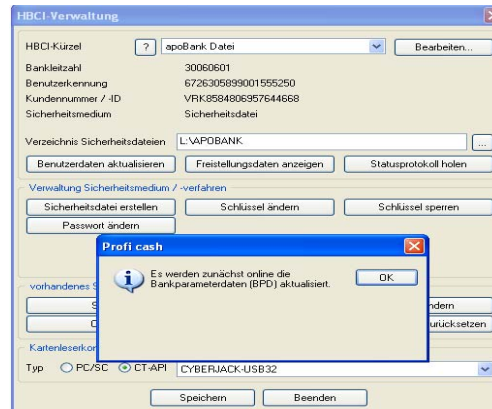 HBCI-Verwaltung
HBCI-Kürzel ? apoBank Datei Bearbeiten...
Bankleitzahl 30060601
Benutzerkennung 6726305899001555250
Kundennummer / -ID VRK8584806957644668
Sicherheitsmedium Sicherheitsdatei
Verzeichnis Sicherheitsdateien L:\APOBANK ...
Benutzerdaten aktualisieren Freistellungsdaten anzeigen Statusprotokoll holen
Verwaltung Sicherheitsmedium / -verfahren
Sicherheitsdatei erstellen Schlüssel ändern Schlüssel sperren
Passwort ändern
Profi cash
Es werden zunächst online die
Bankparameterdaten (BPD) aktualisiert.
OK
vorhandenes S
S ndern
urücksetzen
Kartenleserkor
Typ PC/SC CT-API CYBERJACK-USB32
Speichern Beenden